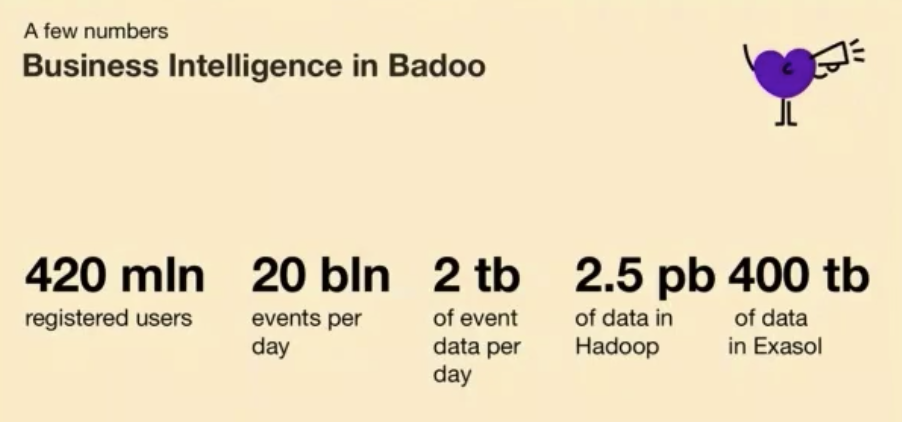 A few numbers
Business Intelligence in Badoo
420 mln
registered users
20 bln
events per
day
2 tb
of event
data per
day
2.5 pb
of data in
Hadoop
400 tb
of data
in Exasol